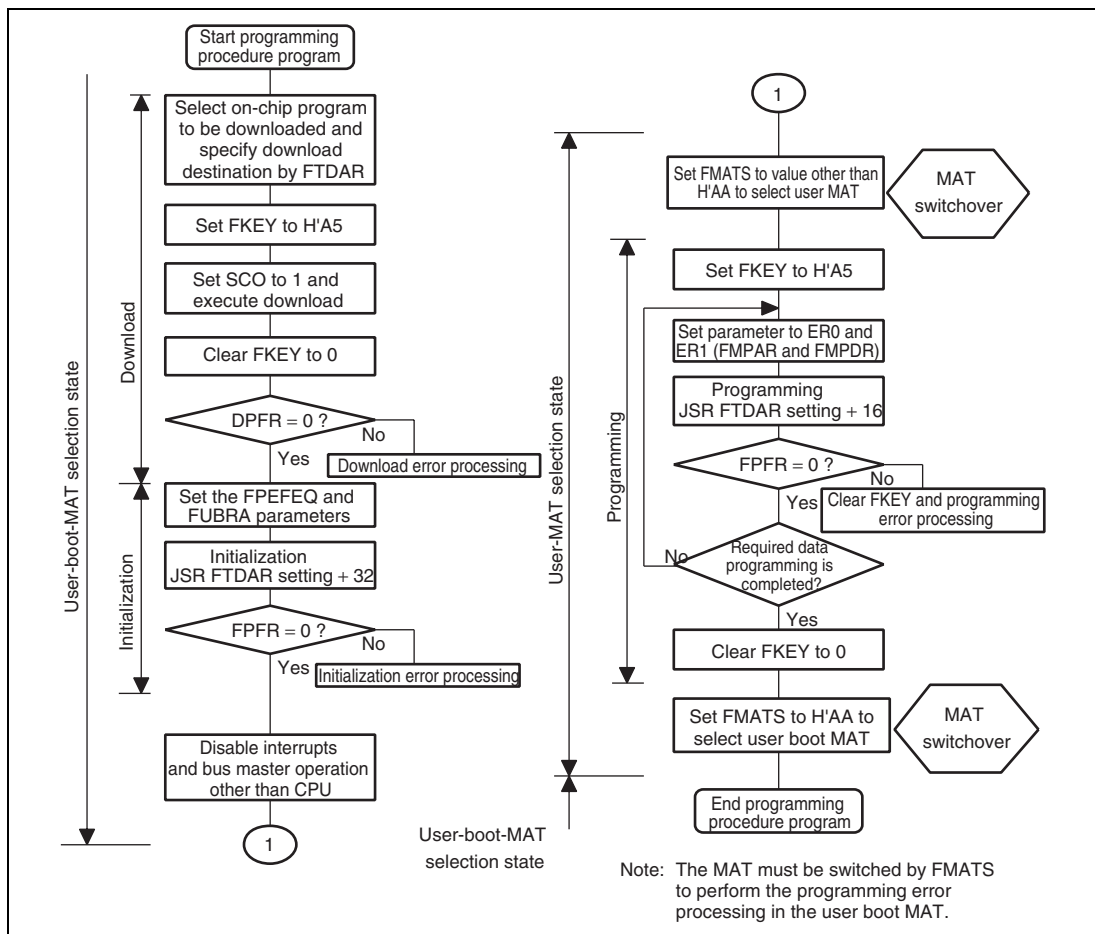 Start programming
procedure program
Select on-chip program
to be downloaded and
specify download
destination by FTDAR
Set FKEY to H'A5
Set SCO to 1 and
execute download
Clear FKEY to 0
DPFR = 0 ?
No
Yes
Download error processing
Set the FPEFEQ and
FUBRA parameters
Initialization
JSR FTDAR setting + 32
FPFR = 0 ?
No
Yes
Initialization error processing
Disable interrupts
and bus master operation
other than CPU
1
User-boot-MAT selection state
Download
Initialization
1
Set FMATS to value other than
H'AA to select user MAT
MAT
switchover
Set FKEY to H'A5
Set parameter to ER0 and
ER1 (FMPAR and FMPDR)
Programming
JSR FTDAR setting + 16
FPFR = 0 ?
No
Yes
Clear FKEY and programming
error processing
No
Required data
programming is
completed?
Yes
Clear FKEY to 0
Set FMATS to H'AA to
select user boot MAT
MAT
switchover
End programming
procedure program
User-MAT selection state
Programming
User-boot-MAT
selection state
Note: The MAT must be switched by FMATS
to perform the programming error
processing in the user boot MAT.